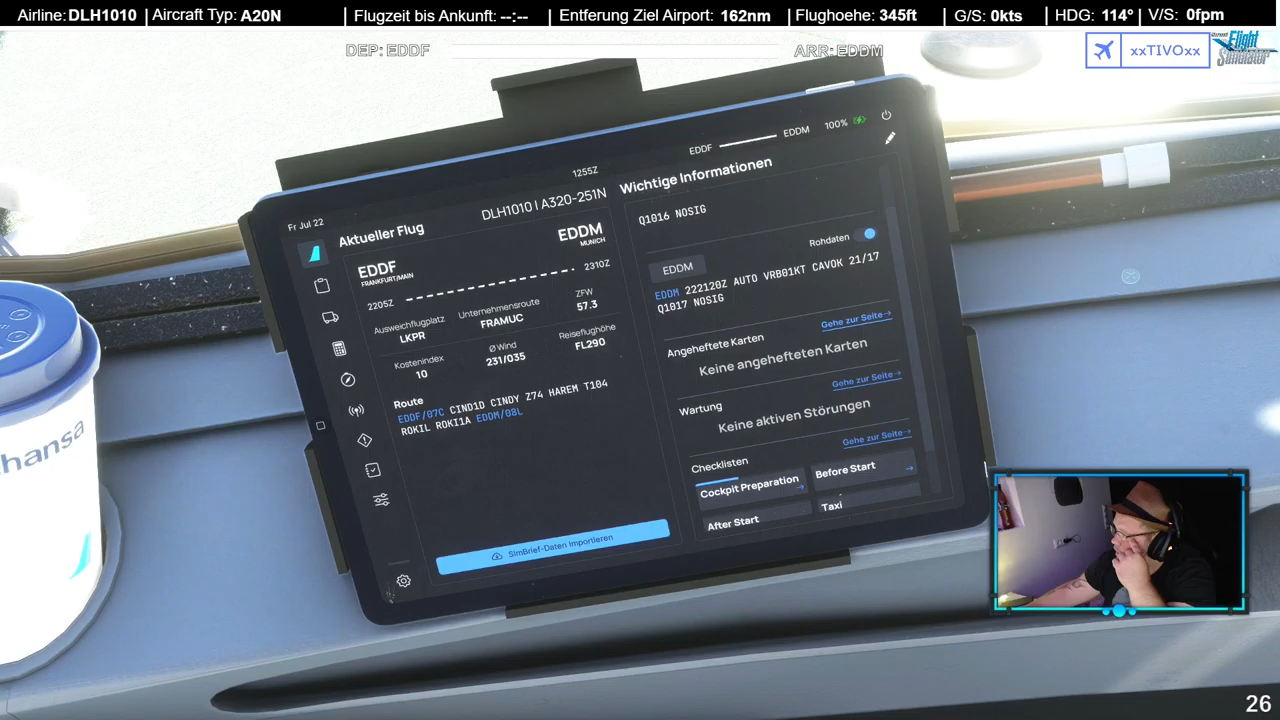 Airline: DLH1010 | Aircraft Typ: A20N | Flugzeit bis Ankunft: --:-- | Entferung Ziel Airport: 162nm | Flughoehe: 345ft | G/S: 0kts | HDG: 114° | V/S: 0fpm
DEP: EDDF ARR: EDDM
xxTIVOxx
Flight Simulator
EDDF EDDM 100%
1255Z
Fr Jul 22
Aktueller Flug
DLH1010 | A320-251N
EDDF
FRANKFURT/MAIN
EDDM
MUNICH
2205Z 2310Z
Ausweichflugplatz
LKPR
Unternehmensroute
FRAMUC
ZFW
57.3
Kostenindex
10
Ø Wind
231/035
Reiseflughöhe
FL290
Route
EDDF/07C CIND1D CINDY Z74 HAREM T104
ROKIL ROKI1A EDDM/08L
SimBrief-Daten importieren
Wichtige Informationen
Q1016 NOSIG
Rohdaten
EDDM
EDDM 222120Z AUTO VRB01KT CAVOK 21/17
Q1017 NOSIG
Angeheftete Karten
Gehe zur Seite→
Keine angehefteten Karten
Wartung
Gehe zur Seite→
Keine aktiven Störungen
Checklisten
Gehe zur Seite→
Cockpit Preparation →
Before Start →
After Start
Taxi
hansa
26